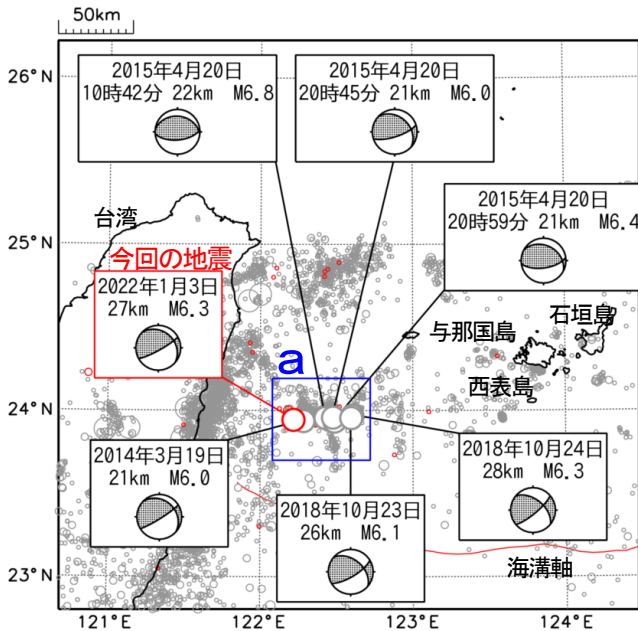 50km
26°N
2015年4月20日
10時42分 22km M6.8
2015年4月20日
20時45分 21km M6.0
2015年4月20日
20時59分 21km M6.4
台湾
25°N
今回の地震
2022年1月3日
27km M6.3
a
与那国島
石垣島
西表島
24°N
2014年3月19日
21km M6.0
2018年10月24日
28km M6.3
2018年10月23日
26km M6.1
海溝軸
23°N
121°E
122°E
123°E
124°E